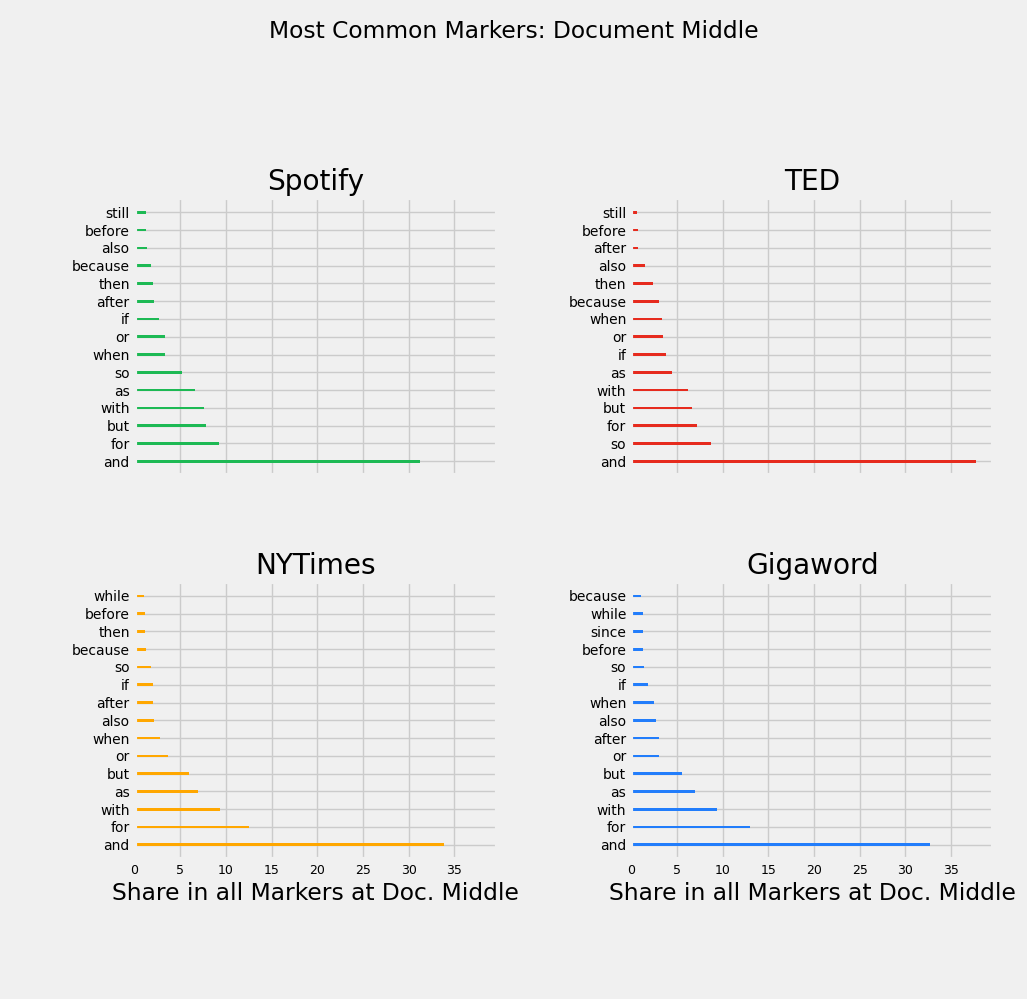 Most Common Markers: Document Middle
Spotify
still
before
also
because
then
after
if
or
when
so
as
with
but
for
and
TED
still
before
after
also
then
because
when
or
if
as
with
but
for
so
and
NYTimes
while
before
then
because
so
if
after
also
when
or
but
as
with
for
and
0 5 10 15 20 25 30 35
Share in all Markers at Doc. Middle
Gigaword
because
while
since
before
so
if
when
also
after
or
but
as
with
for
and
0 5 10 15 20 25 30 35
Share in all Markers at Doc. Middle